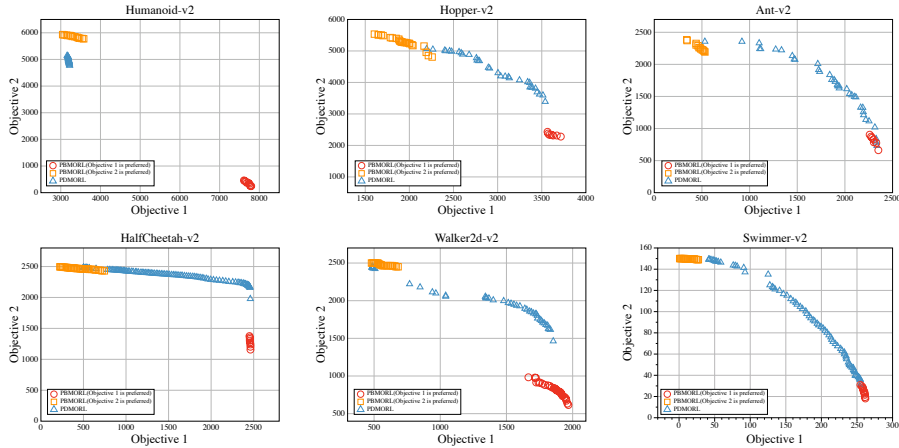 Humanoid-v2
Objective 2
6000
5000
4000
3000
2000
1000
0
PBMORL(Objective 1 is preferred)
PBMORL(Objective 2 is preferred)
PDMORL
3000 4000 5000 6000 7000 8000
Objective 1
Hopper-v2
Objective 2
6000
5000
4000
3000
2000
1000
PBMORL(Objective 1 is preferred)
PBMORL(Objective 2 is preferred)
PDMORL
1500 2000 2500 3000 3500 4000
Objective 1
Ant-v2
Objective 2
2500
2000
1500
1000
500
0
PBMORL(Objective 1 is preferred)
PBMORL(Objective 2 is preferred)
PDMORL
0 500 1000 1500 2000 2500
Objective 1
HalfCheetah-v2
Objective 2
2500
2000
1500
1000
500
0
PBMORL(Objective 1 is preferred)
PBMORL(Objective 2 is preferred)
PDMORL
0 500 1000 1500 2000 2500
Objective 1
Walker2d-v2
Objective 2
2500
2000
1500
1000
500
PBMORL(Objective 1 is preferred)
PBMORL(Objective 2 is preferred)
PDMORL
500 1000 1500 2000
Objective 1
Swimmer-v2
Objective 2
160
140
120
100
80
60
40
20
0
PBMORL(Objective 1 is preferred)
PBMORL(Objective 2 is preferred)
PDMORL
0 50 100 150 200 250 300
Objective 1